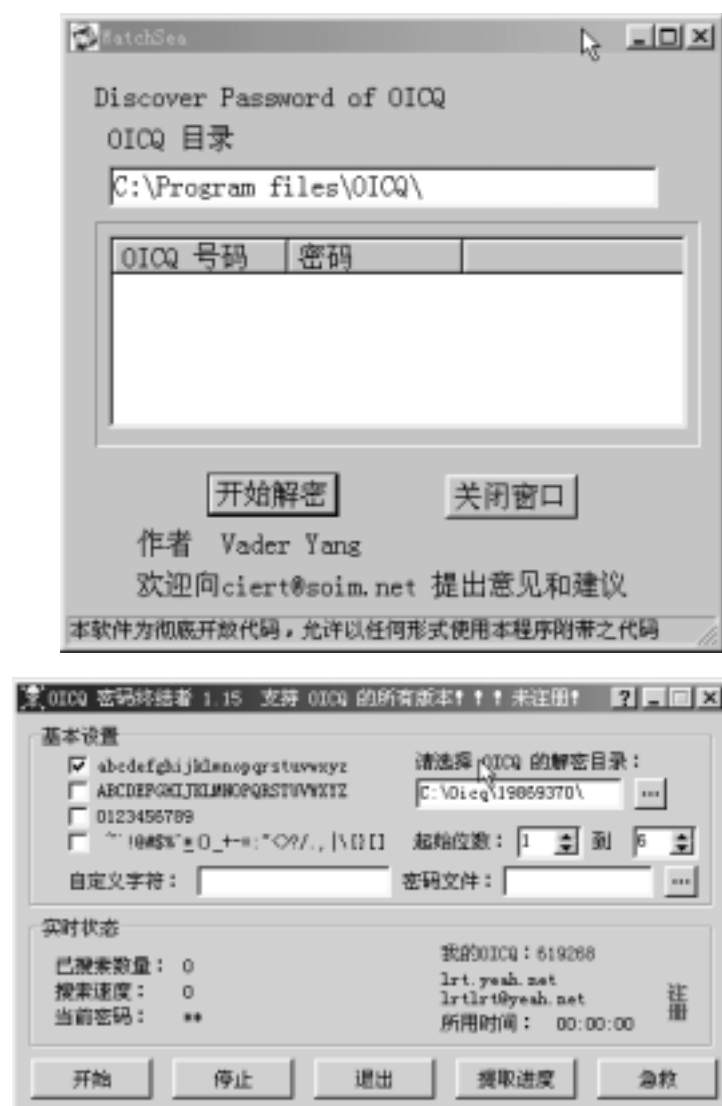 WatchSea
Discover Password of OICQ
OICQ 目录
C:\Program files\OICQ\
OICQ 号码 密码
开始解密 关闭窗口
作者 Vader Yang
欢迎向ciert@soim.net 提出意见和建议
本软件为彻底开放代码，允许以任何形式使用本程序附带之代码
OICQ 密码终结者 1.15 支持 OICQ 的所有版本！！！未注册！
基本设置
abcdefghijklmnopqrstuvwxyz
ABCDEFGHIJKLMNOPQRSTUVWXYZ
0123456789
请选择 OICQ 的解密目录：
C:\Oicq\19869370\ ...
起始位数： 1 到 6
自定义字符： 密码文件： ...
实时状态
已搜索数量： 0
搜索速度： 0
当前密码： **
我的OICQ：619268
lrt.yeah.net
lrtlrt@yeah.net
所用时间： 00:00:00
注册
开始 停止 退出 提取进度 急救